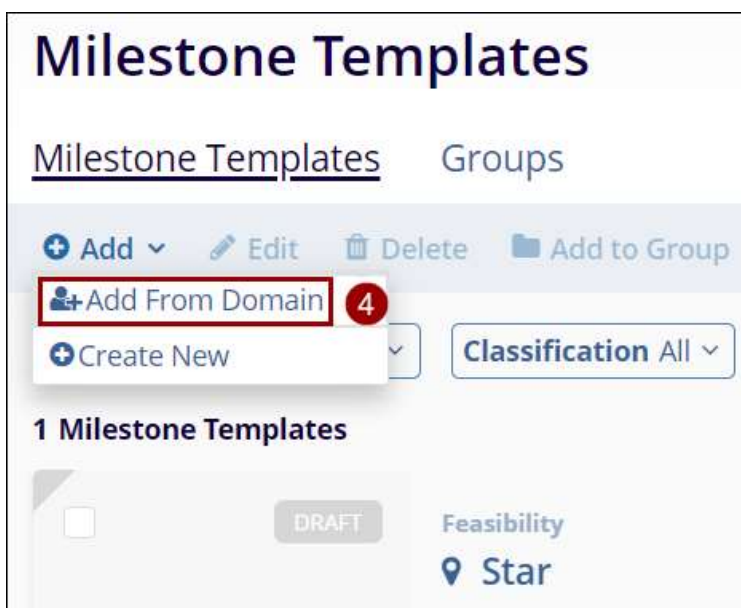 Milestone Templates
Milestone Templates Groups
Add Edit Delete Add to Group
Add From Domain 4
Create New Classification All
1 Milestone Templates
DRAFT Feasibility
Star